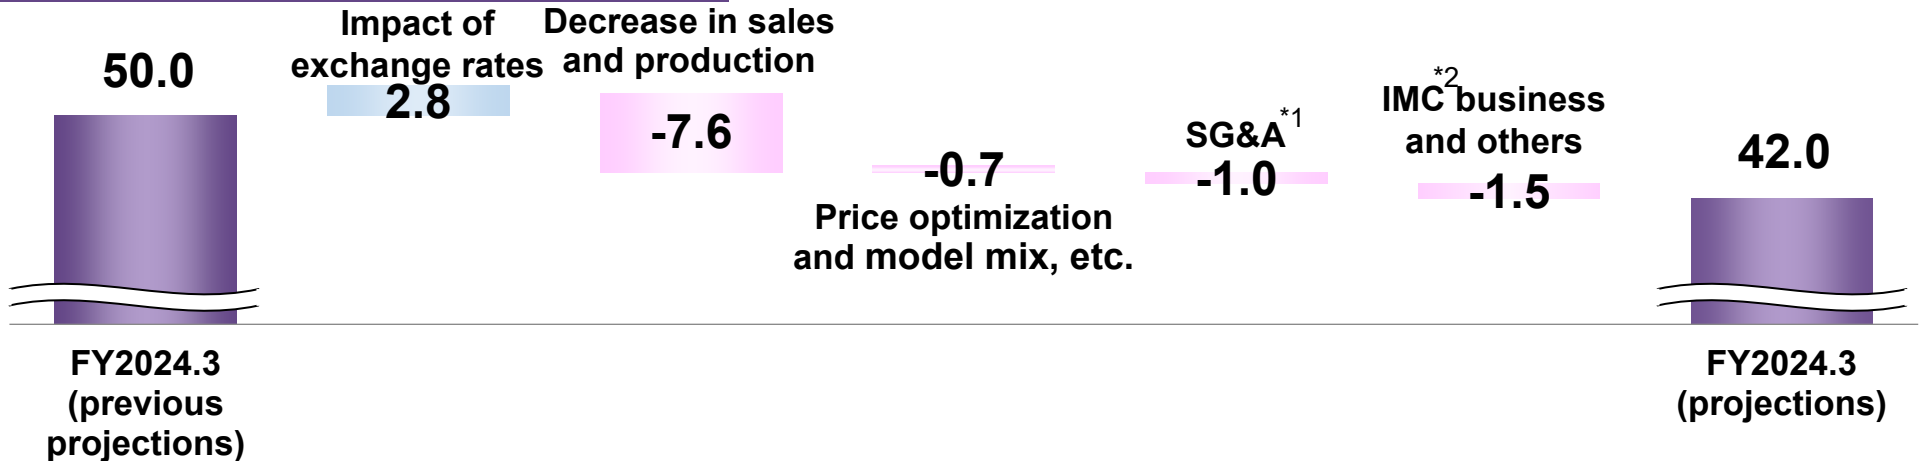 50.0
Impact of
exchange rates
2.8
Decrease in sales
and production
-7.6
-0.7
Price optimization
and model mix, etc.
SG&A*1
-1.0
IMC*2 business
and others
-1.5
42.0
FY2024.3
(previous
projections)
FY2024.3
(projections)